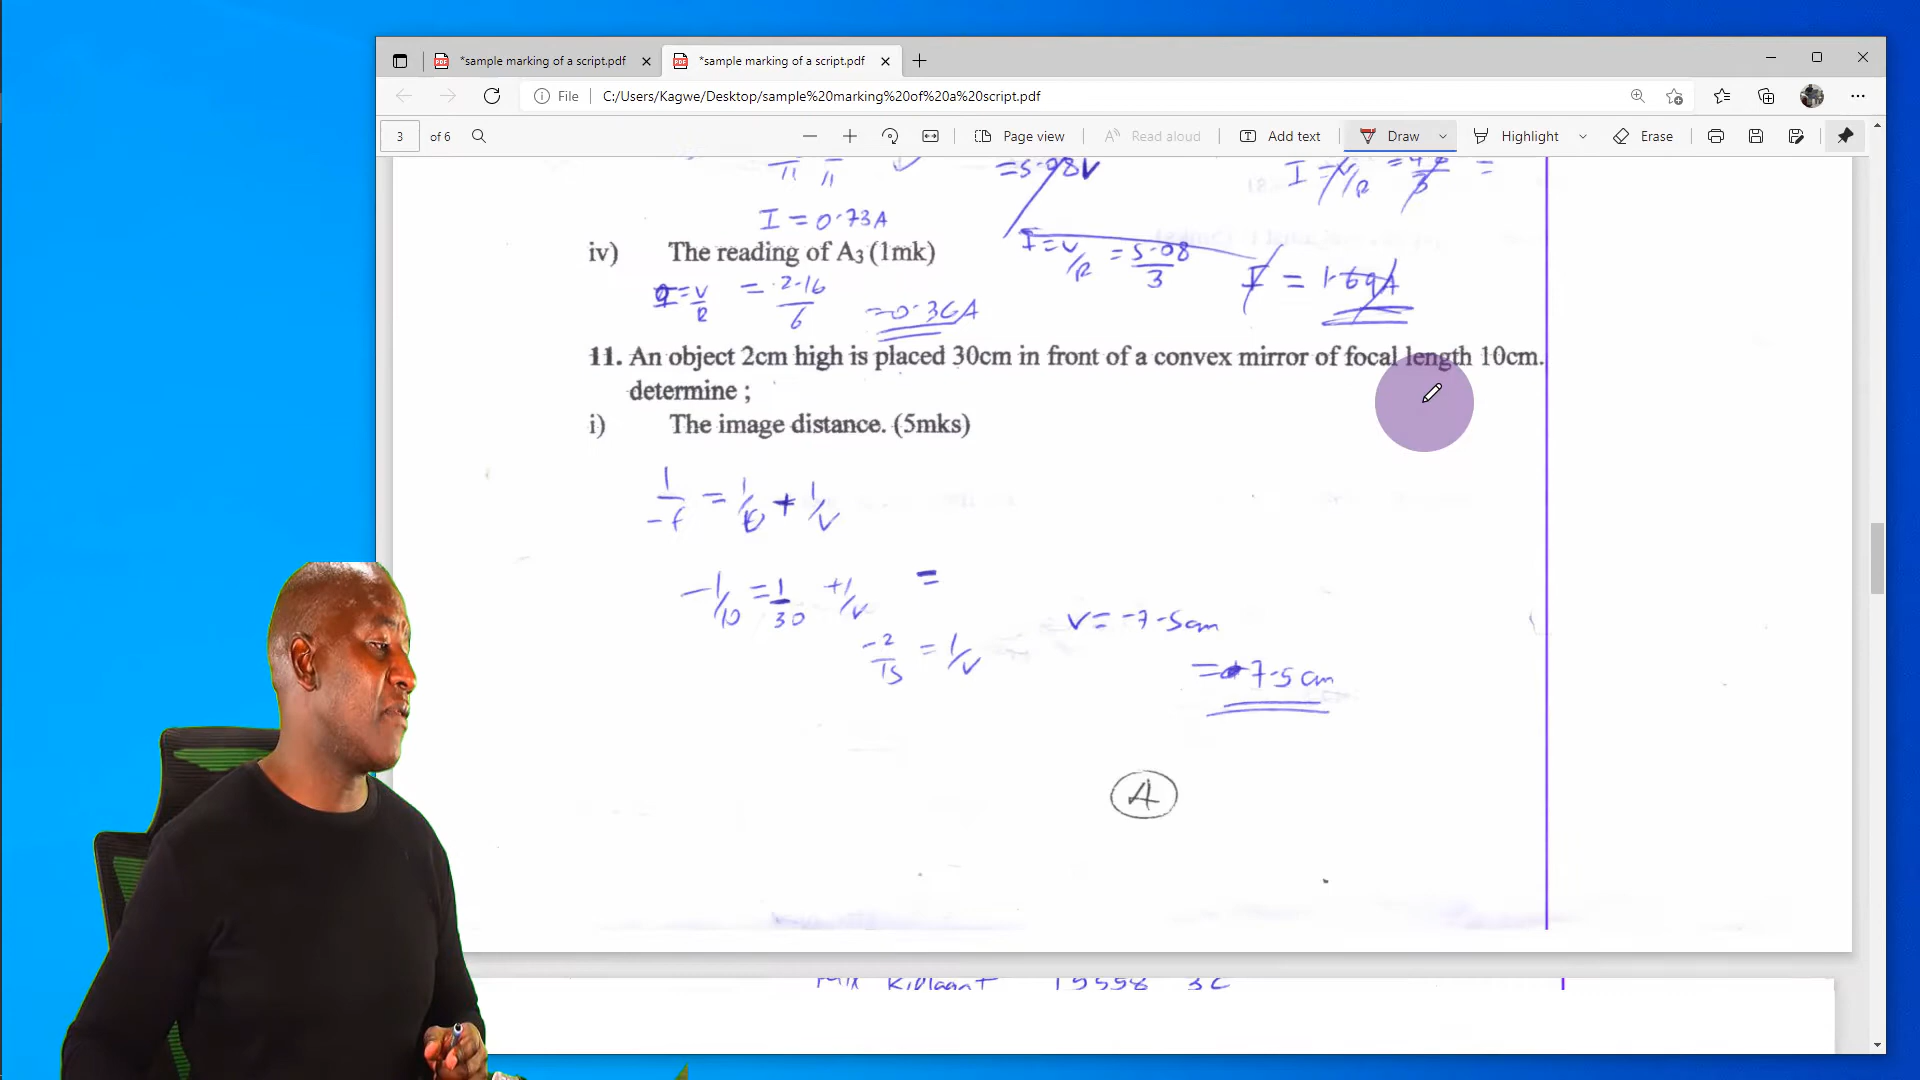 *sample marking of a script.pdf
*sample marking of a script.pdf
File C:/Users/Kagwe/Desktop/sample%20marking%20of%20a%20script.pdf
3 of 6
Page view
Read aloud
Add text
Draw
Highlight
Erase
=5.08V
I = V/R =
I = 0.73A
iv) The reading of A3 (1mk)
I = V/R = 5.08/3
I = 1.69A
= V/R = 2.16/6 = 0.36A
11. An object 2cm high is placed 30cm in front of a convex mirror of focal length 10cm.
determine ;
i) The image distance. (5mks)
1/-f = 1/u + 1/v
-1/10 = 1/30 + 1/v =
-2/15 = 1/v
v = -7.5cm
= 7.5 cm
A
15558 3C